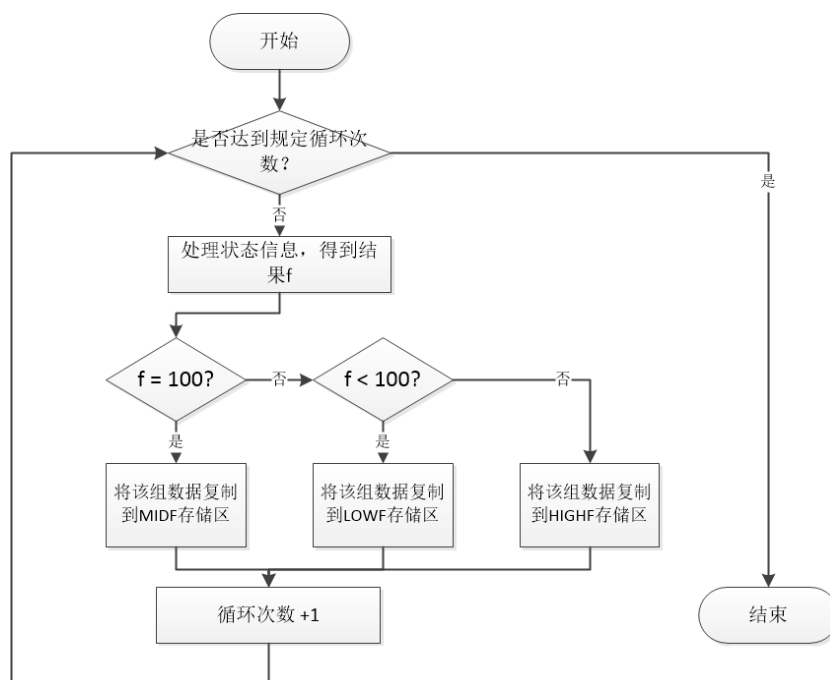 开始
是否达到规定循环次
数？
是
否
处理状态信息，得到结
果f
f = 100?
否
f < 100?
否
是
是
将该组数据复制
到MIDF存储区
将该组数据复制
到LOWF存储区
将该组数据复制
到HIGHF存储区
循环次数 +1
结束